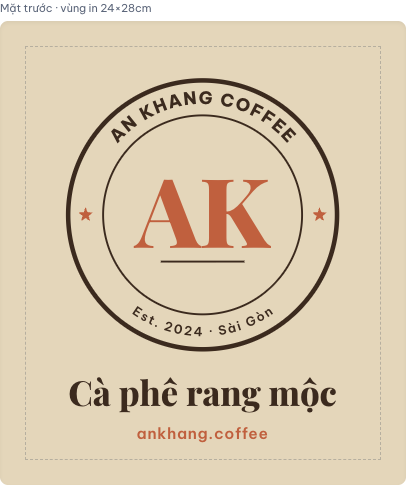 Mặt trước · vùng in 24×28cm
AN KHANG COFFEE
AK
Est. 2024 · Sài Gòn
Cà phê rang mộc
ankhang.coffee